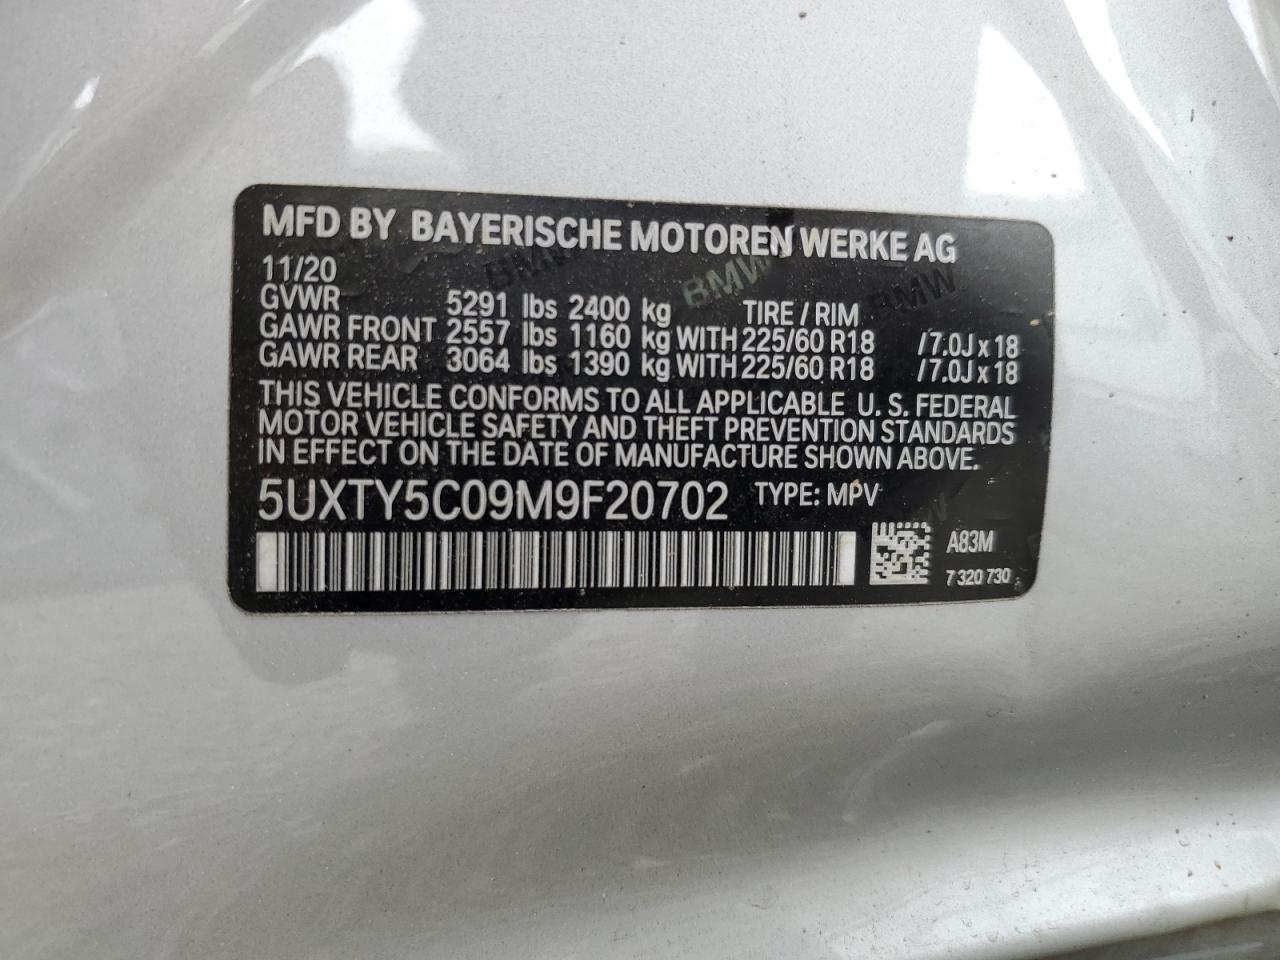 MFD BY BAYERISCHE MOTOREN WERKE AG
11/20
GVWR 5291 lbs 2400 kg TIRE / RIM
GAWR FRONT 2557 lbs 1160 kg WITH 225/60 R18 / 7.0J x 18
GAWR REAR 3064 lbs 1390 kg WITH 225/60 R18 / 7.0J x 18
THIS VEHICLE CONFORMS TO ALL APPLICABLE U. S. FEDERAL
MOTOR VEHICLE SAFETY AND THEFT PREVENTION STANDARDS
IN EFFECT ON THE DATE OF MANUFACTURE SHOWN ABOVE.
5UXTY5C09M9F20702 TYPE: MPV
A83M
7 320 730
BMW BMW BMW